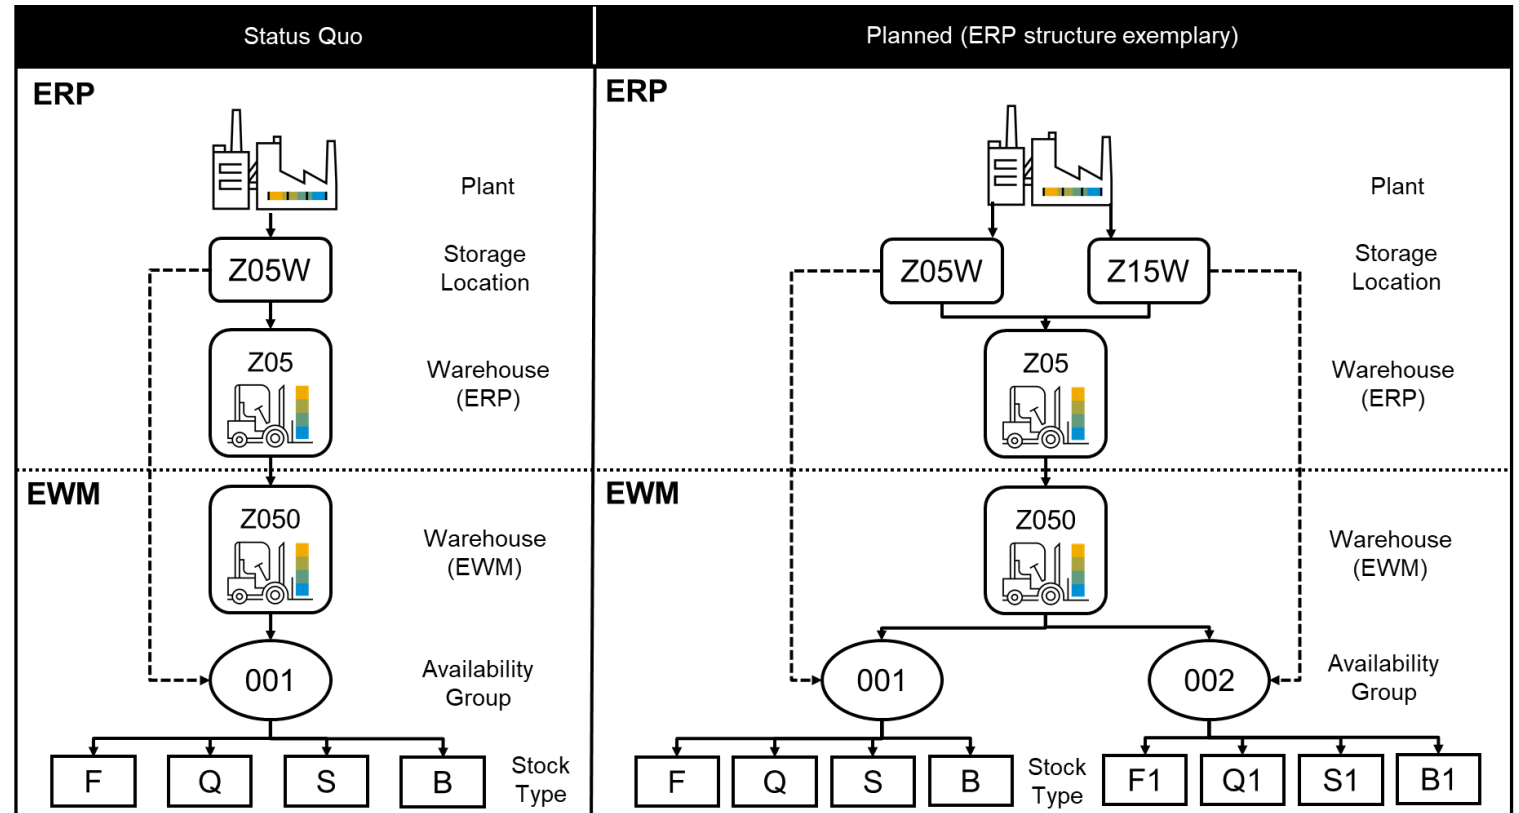 Status Quo
Planned (ERP structure exemplary)
ERP
Plant
Z05W
Storage
Location
Z05
Warehouse
(ERP)
EWM
Z050
Warehouse
(EWM)
001
Availability
Group
F
Q
S
B
Stock
Type
ERP
Plant
Z05W
Z15W
Storage
Location
Z05
Warehouse
(ERP)
EWM
Z050
Warehouse
(EWM)
001
002
Availability
Group
F
Q
S
B
Stock
Type
F1
Q1
S1
B1